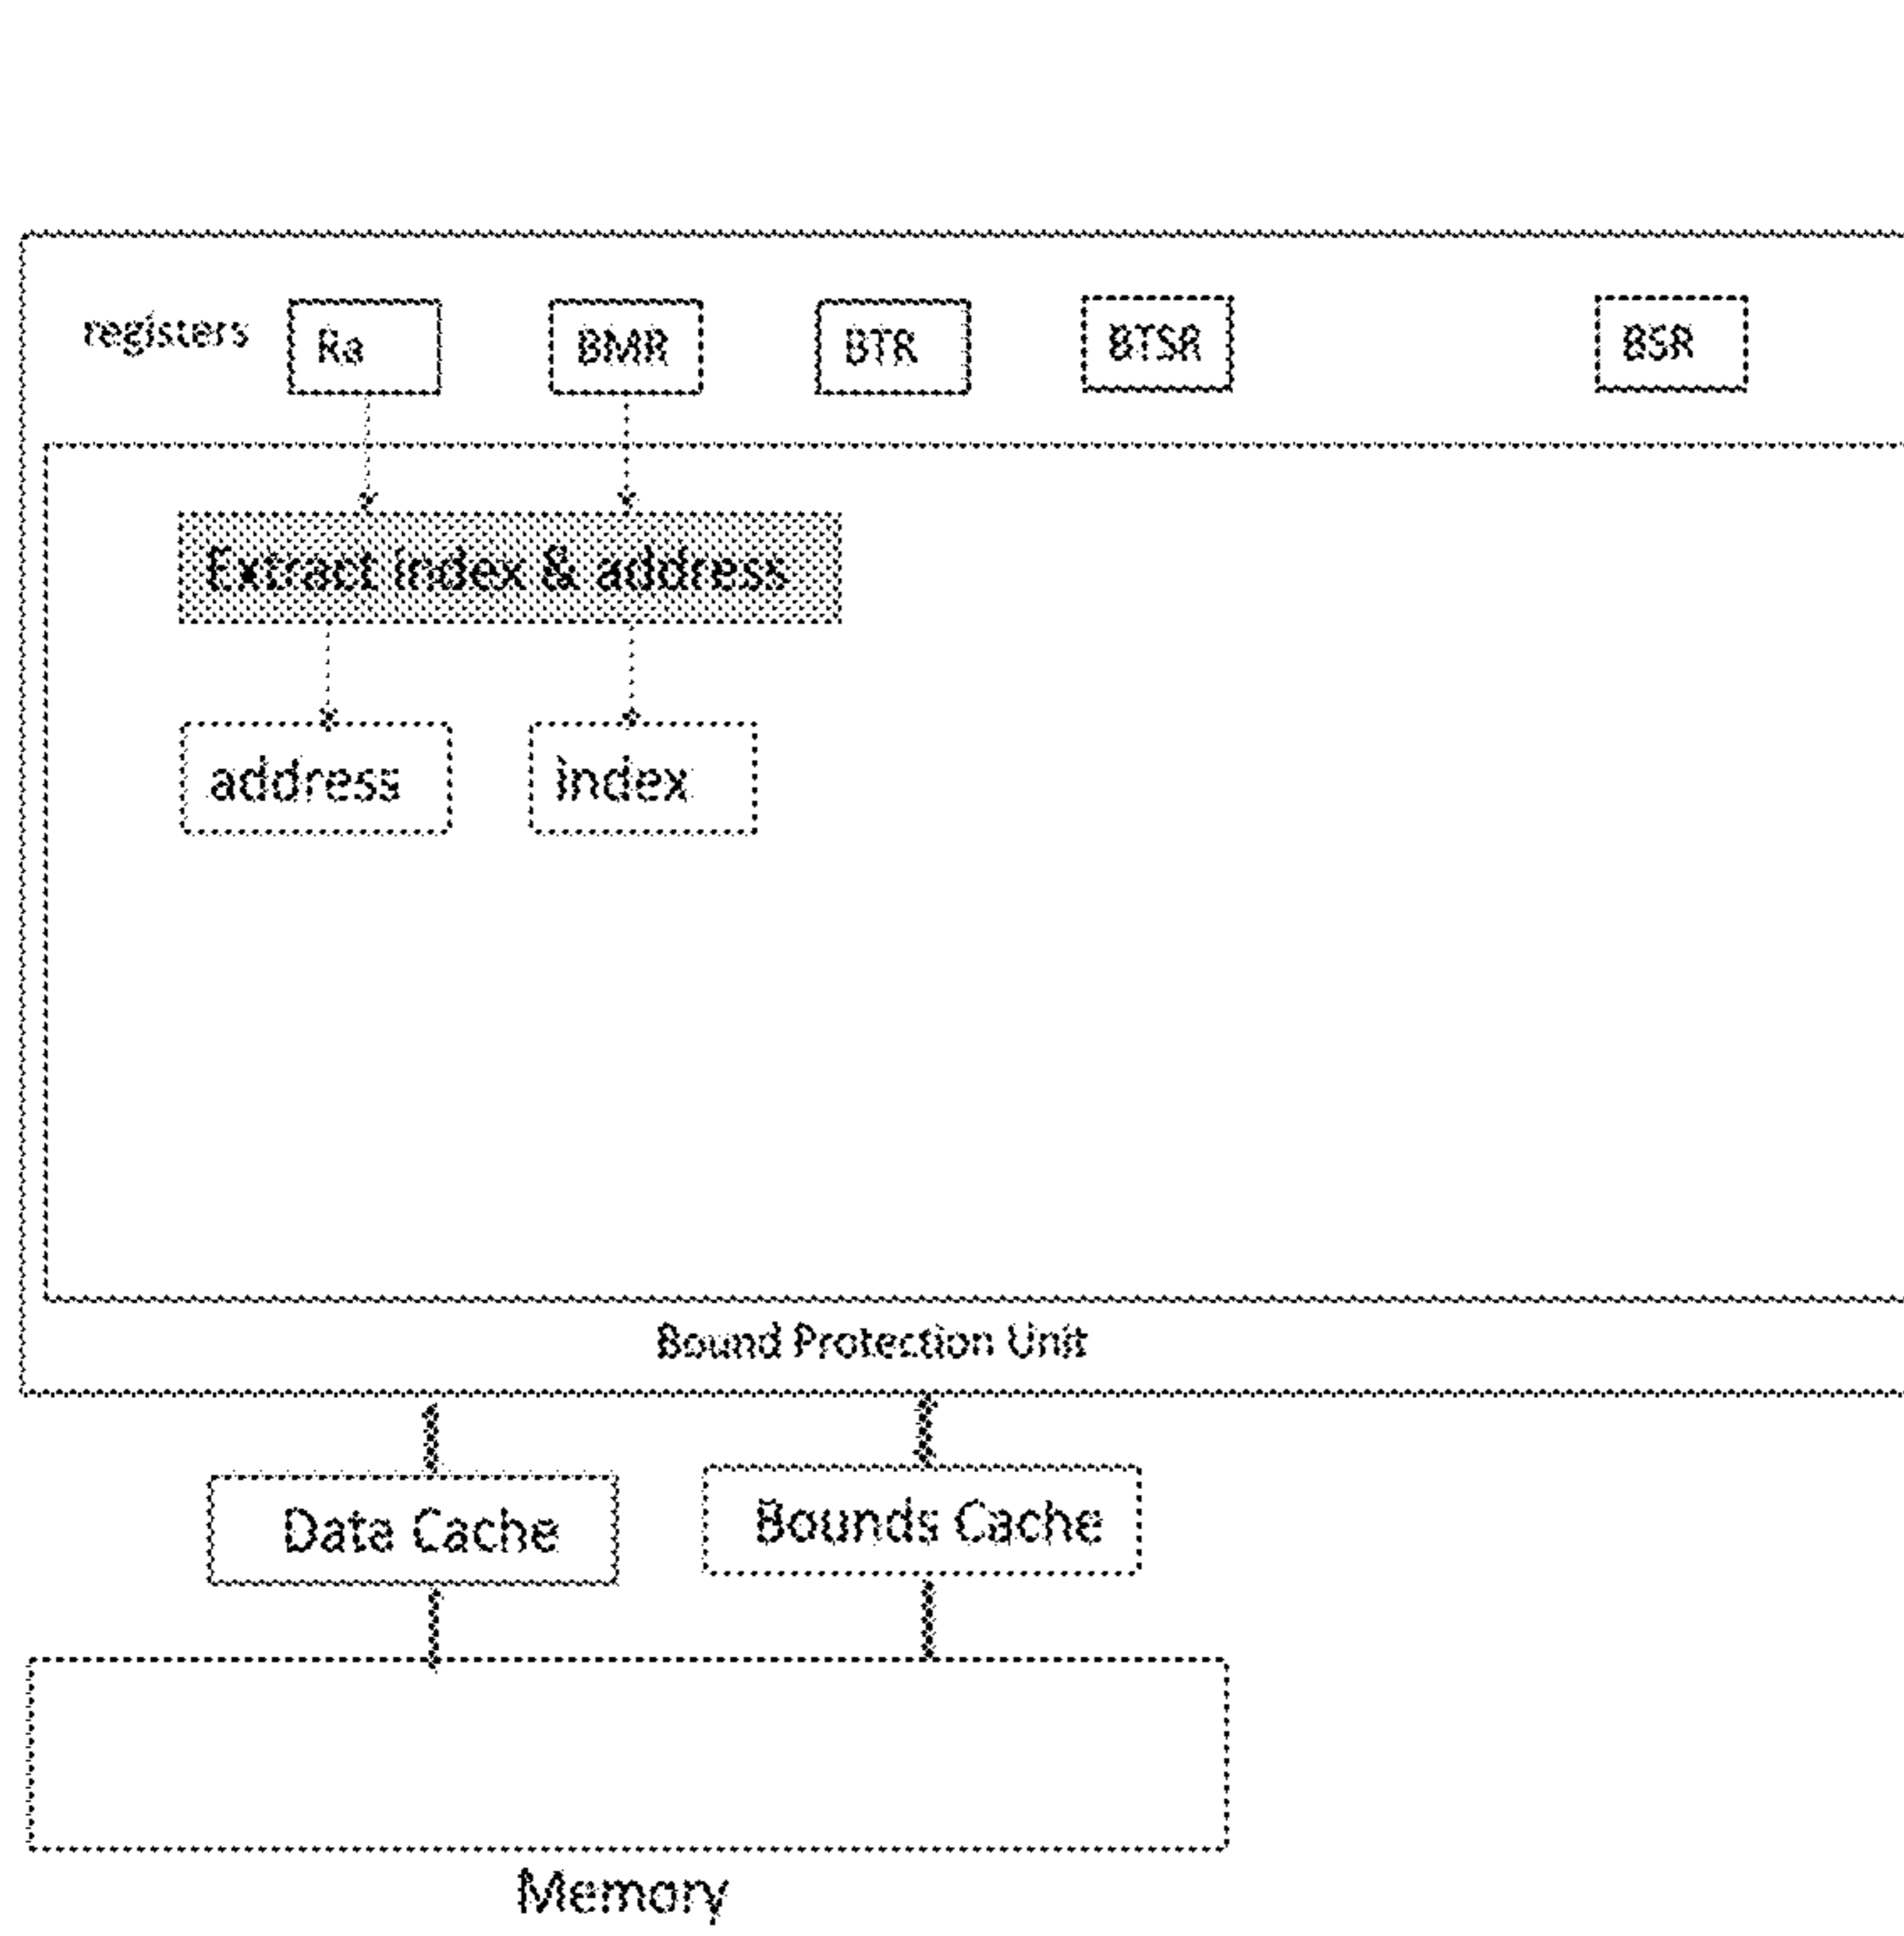 registers Ra BMR BTR BTSR BSR
Extract index & address
address index
Bound Protection Unit
Data Cache Bounds Cache
Memory